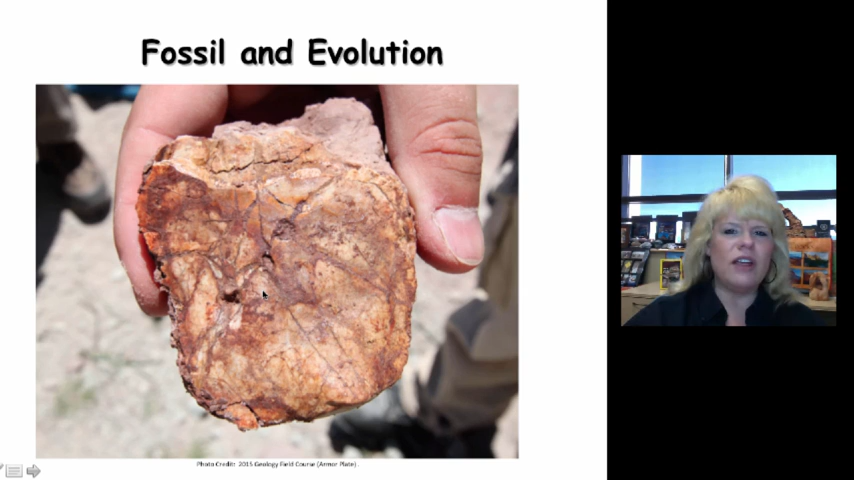 Fossil and Evolution
Photo Credit: 2015 Geology Field Course (Armor Plate).